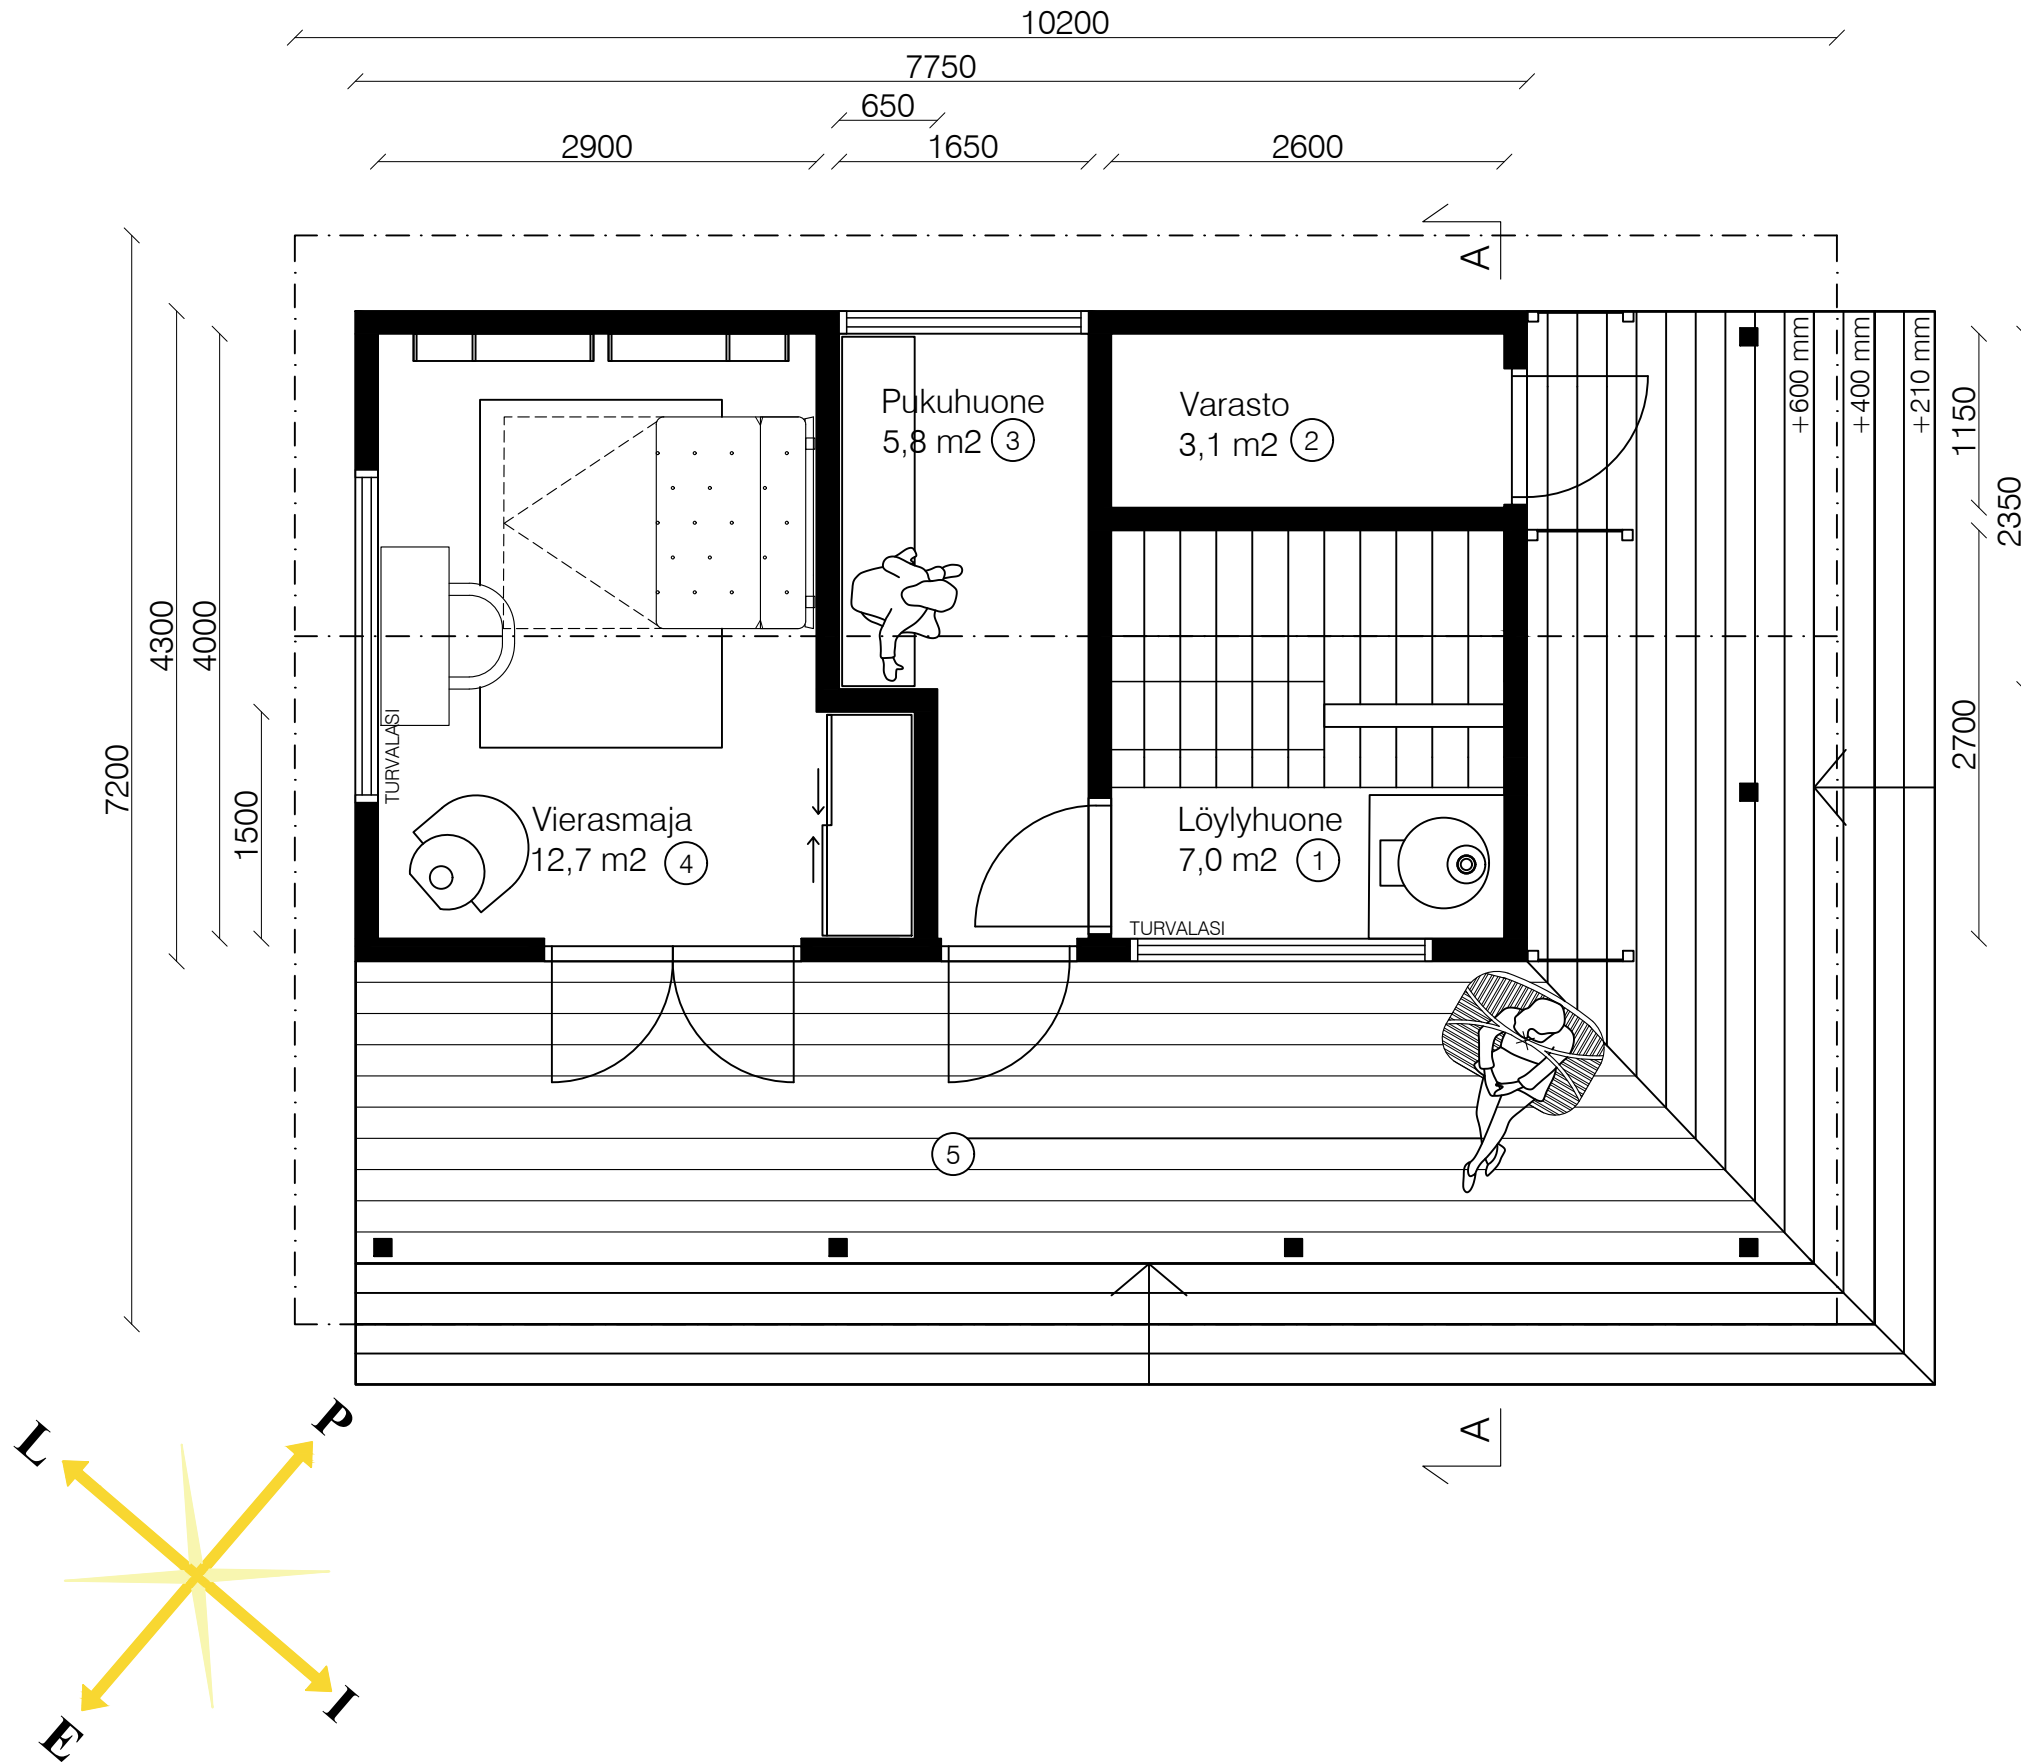 10200
7750
650
2900
1650
2600
A
+600 mm
+400 mm
+210 mm
1150
2350
2700
4300
4000
7200
1500
Pukuhuone
5,8 m2 3
Varasto
3,1 m2 2
TURVALASI
Vierasmaja
12,7 m2 4
Löylyhuone
7,0 m2 1
TURVALASI
5
A
L
P
E
I